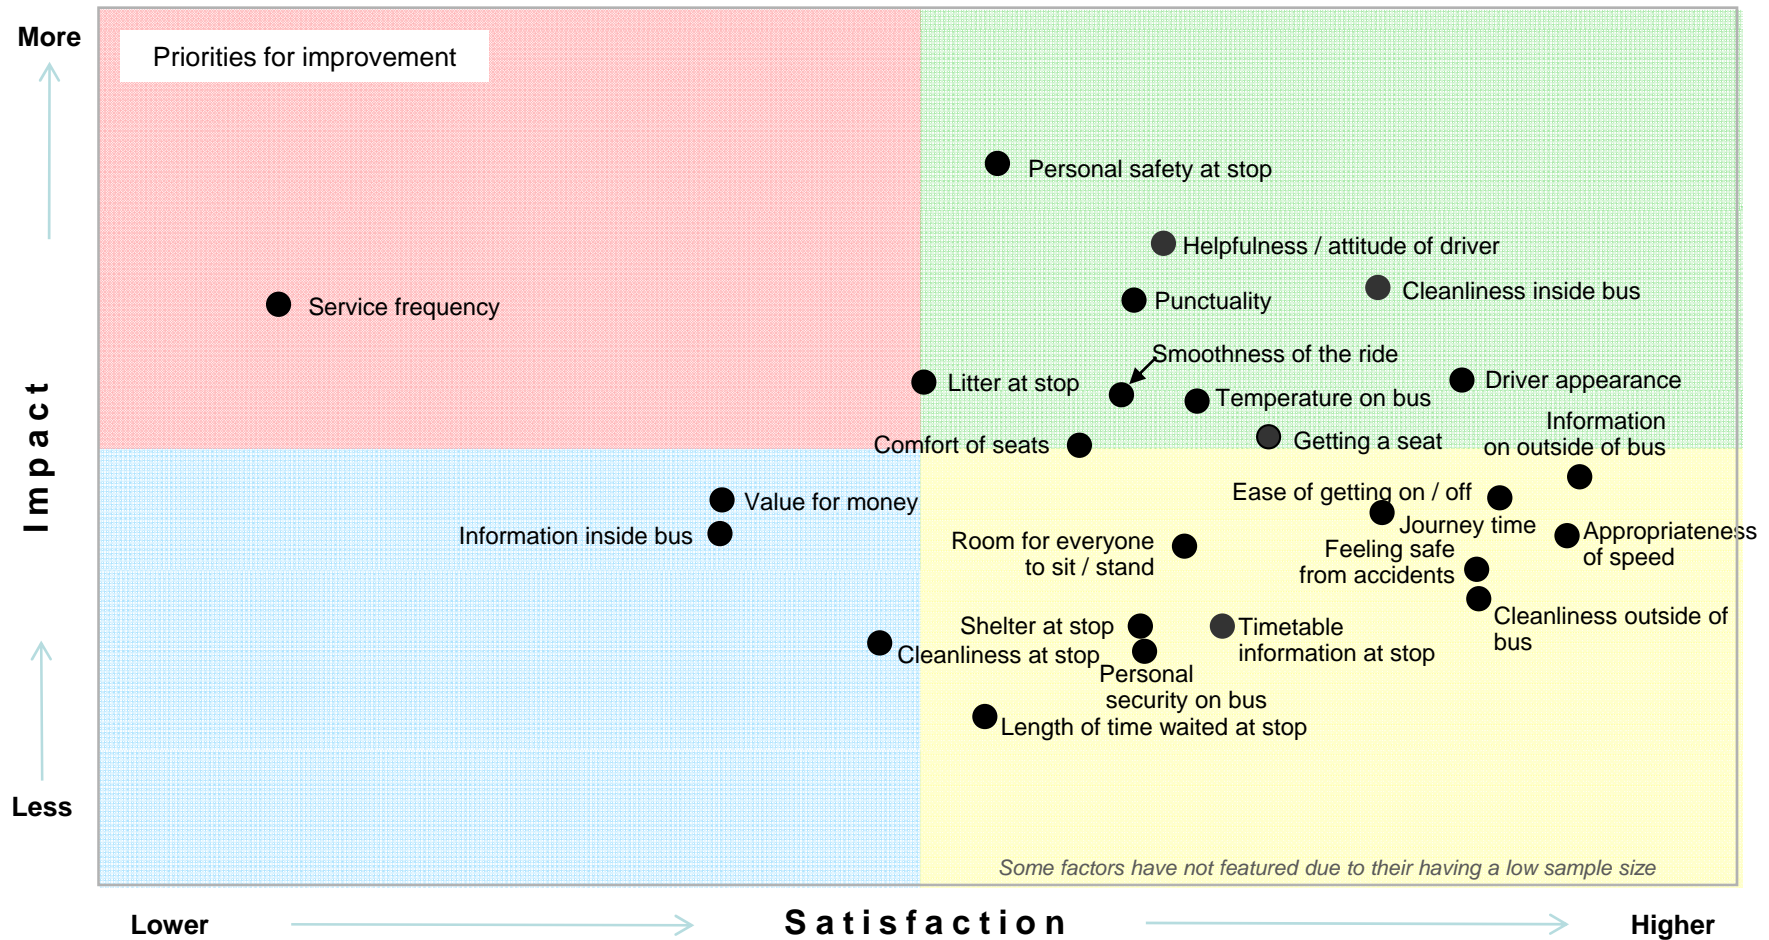 More
Priorities for improvement
Personal safety at stop
Helpfulness / attitude of driver
Cleanliness inside bus
Service frequency
Punctuality
Smoothness of the ride
Litter at stop
Driver appearance
Temperature on bus
Information
on outside of bus
Comfort of seats
Getting a seat
Impact
Value for money
Ease of getting on / off
Information inside bus
Journey time
Appropriateness
of speed
Room for everyone
to sit / stand
Feeling safe
from accidents
Cleanliness outside of
bus
Shelter at stop
Timetable
information at stop
Cleanliness at stop
Personal
security on bus
Length of time waited at stop
Less
Some factors have not featured due to their having a low sample size
Lower
Satisfaction
Higher